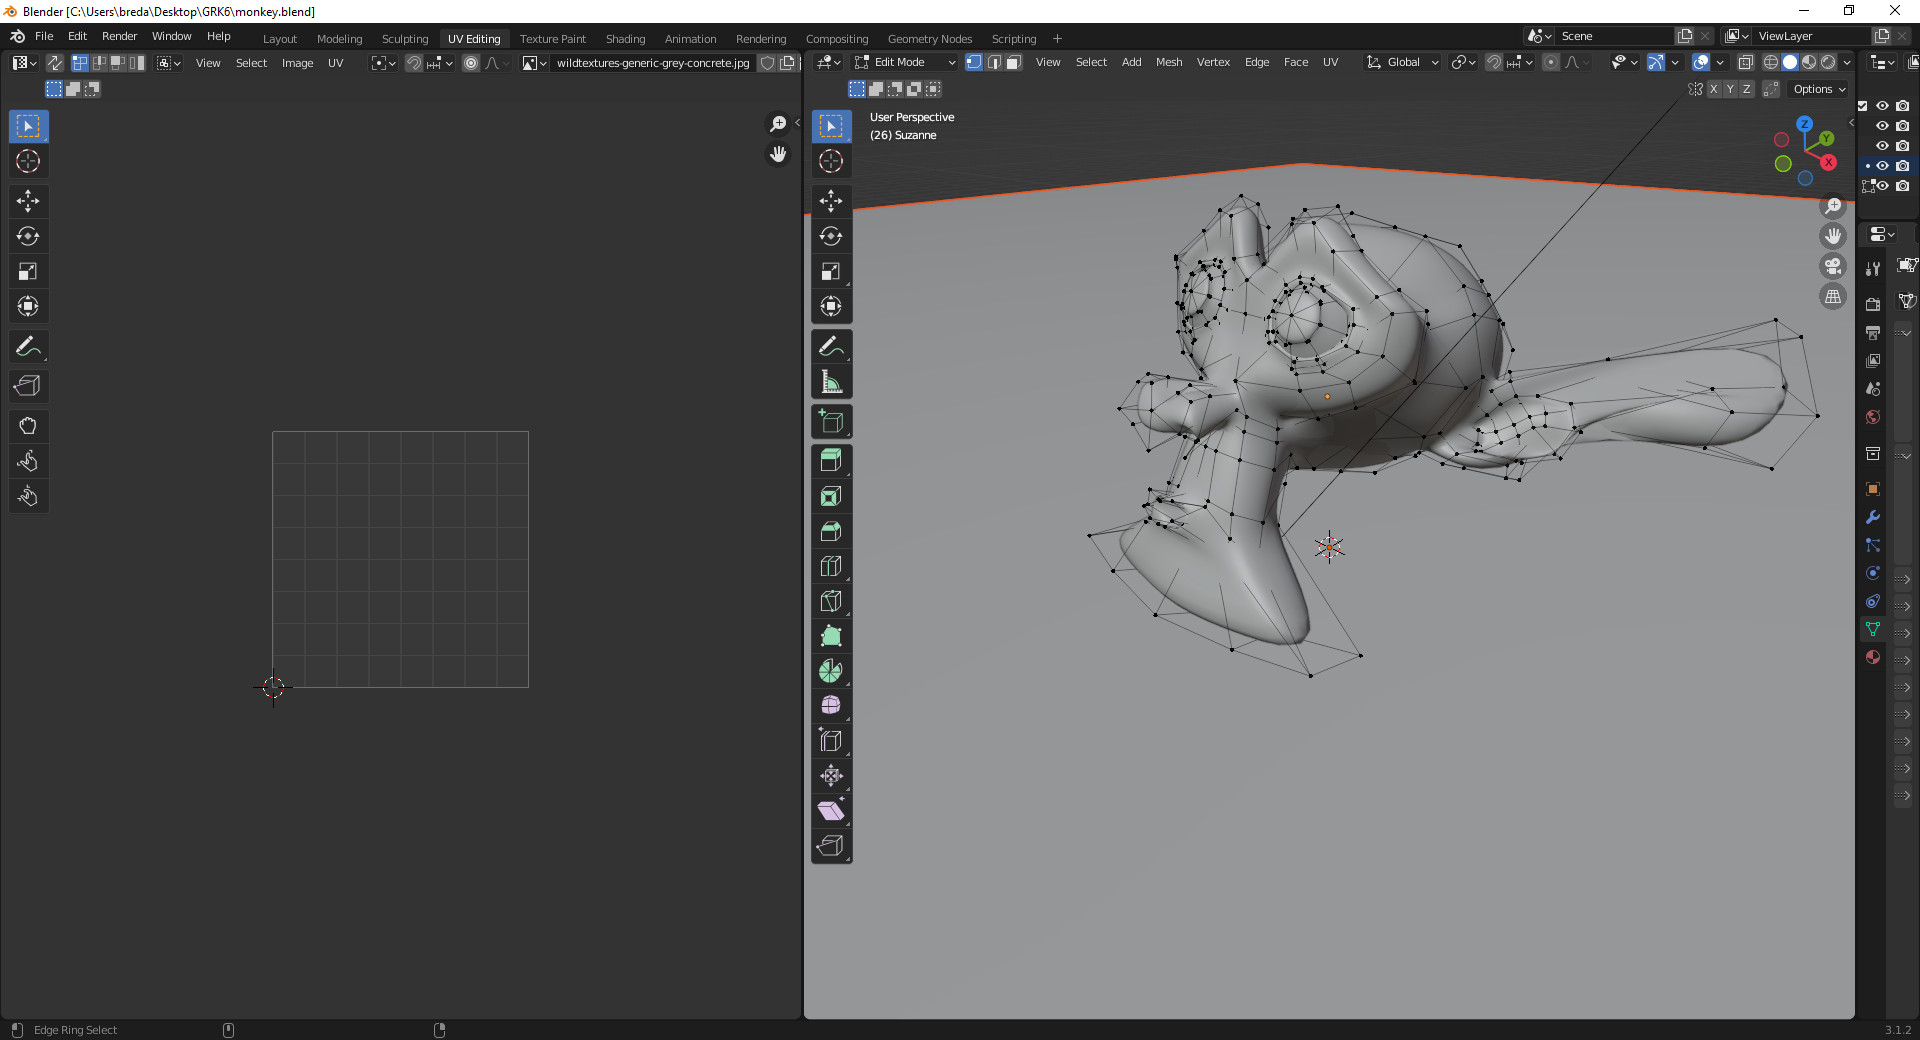 Blender [C:\Users\breda\Desktop\GRK6\monkey.blend]
File Edit Render Window Help Layout Modeling Sculpting UV Editing Texture Paint Shading Animation Rendering Compositing Geometry Nodes Scripting + Scene ViewLayer
View Select Image UV wildtextures-generic-grey-concrete.jpg Edit Mode View Select Add Mesh Vertex Edge Face UV Global
X Y Z Options
User Perspective
(26) Suzanne
Z
Y
X
Edge Ring Select 3.1.2